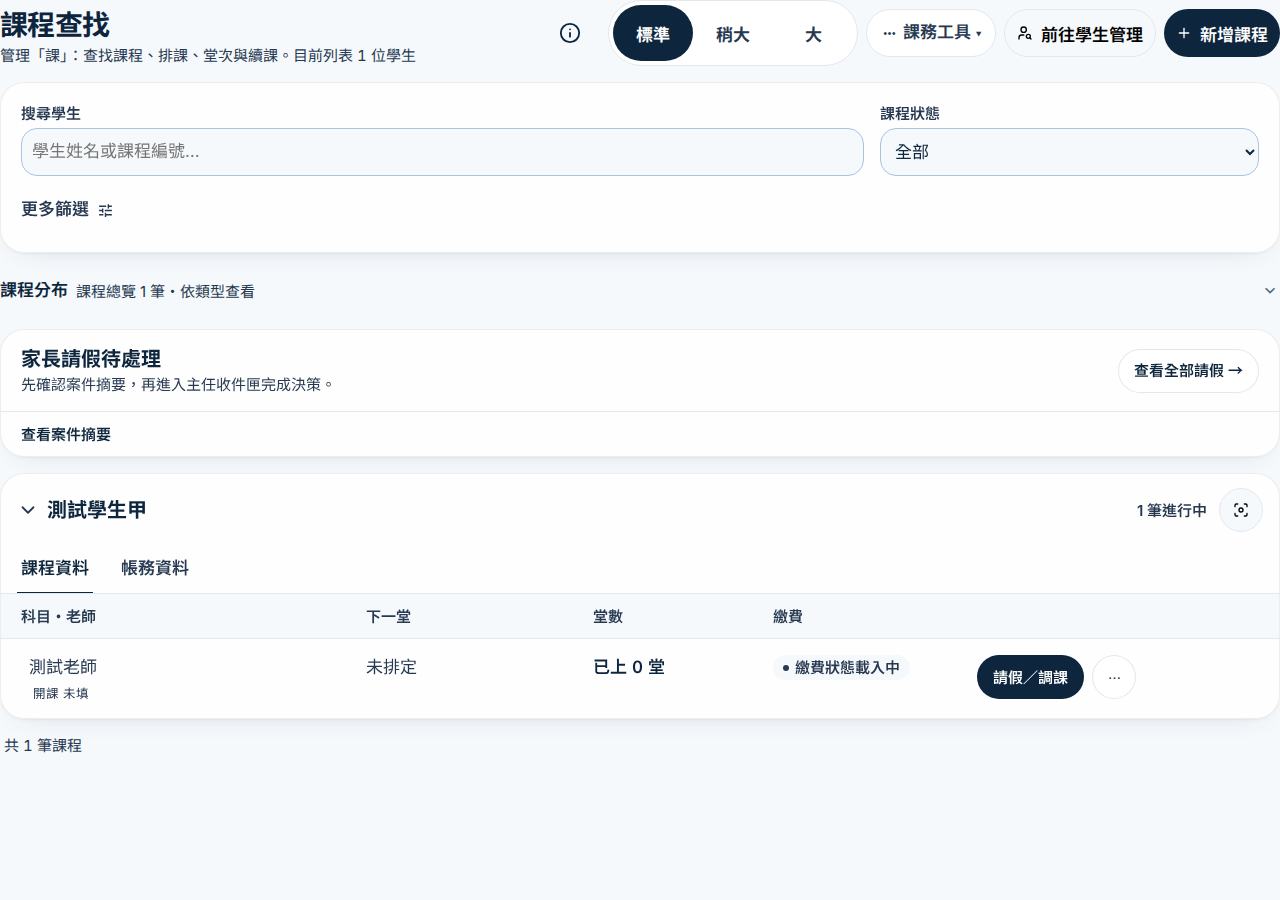 課程查找
管理「課」：查找課程、排課、堂次與續課。目前列表 1 位學生
標準
稍大
大
··· 課務工具 ▾
前往學生管理
+ 新增課程
搜尋學生
學生姓名或課程編號...
課程狀態
全部
更多篩選
課程分布 課程總覽 1 筆・依類型查看
家長請假待處理
先確認案件摘要，再進入主任收件匣完成決策。
查看全部請假 →
查看案件摘要
測試學生甲
1 筆進行中
課程資料 帳務資料
科目・老師 下一堂 堂數 繳費
測試老師 未排定 已上 0 堂 • 繳費狀態載入中 請假／調課 ...
開課 未填
共 1 筆課程